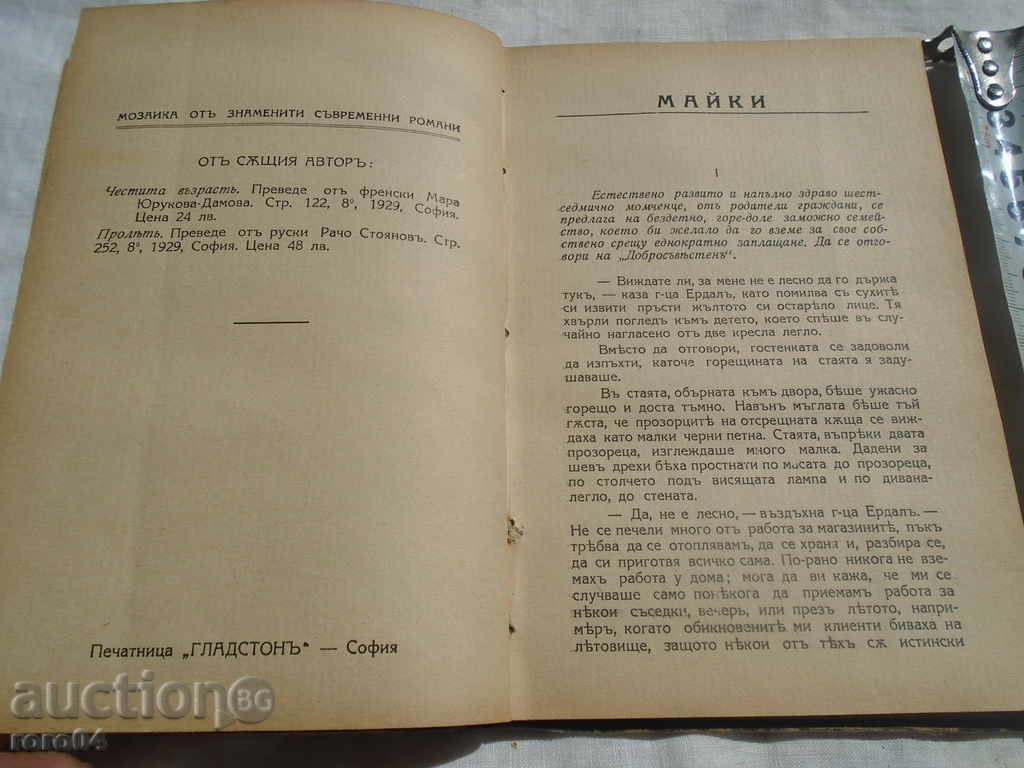 МОЗАИКА ОТЪ ЗНАМЕНИТИ СЪВРЕМЕННИ РОМАНИ
ОТЪ СѪЩИЯ АВТОРЪ:
Честита възрасть. Преведе отъ френски Мара
Юрукова-Дамова. Стр. 122, 8⁰, 1929, София.
Цена 24 лв.
Пролѣть. Преведе отъ руски Рачо Стояновъ. Стр.
252, 8⁰, 1929, София. Цена 48 лв.
Печатница „ГЛАДСТОНЪ“ — София
МАЙКИ
I
Естествено развито и напълно здраво шест-
седмично момченце, отъ родители граждани, се
предлага на бездетно, горе-доле заможно семей-
ство, което би желало да го вземе за свое соб-
ствено срещу еднократно заплащане. Да се отго-
вори на „Добросъвѣстенъ“.
— Виждате ли, за мене не е лесно да го държа
тукъ, — каза г-ца Ердалъ, като помилва съ сухитѣ
си извити пръсти жълтото си остарѣло лице. Тя
хвърли погледъ къмъ детето, което спѣше въ слу-
чайно нагласено отъ две кресла легло.
Вмѣсто да отговори, гостенката се задоволи
да изпъхти, каточе горещината на стаята я заду-
шаваше.
Въ стаята, обърната къмъ двора, бѣше ужасно
горещо и доста тъмно. Навънъ мъглата бѣше тъй
гѫста, че прозорцитѣ на отсрещната кѫща се виж-
даха като малки черни петна. Стаята, въпрѣки двата
прозореца, изглеждаше много малка. Дадени за
шевъ дрехи бѣха простнати по масата до прозореца,
по столчето подъ висящата лампа и по дивана-
легло, до стената.
— Да, не е лесно, — въздъхна г-ца Ердалъ. —
Не се печели много отъ работа за магазинитѣ, пъкъ
трѣбва да се отоплявамъ, да се храня и, разбира се,
да си приготвя всичко сама. По-рано никога не взе-
махъ работа у дома; мога да ви кажа, че ми се
случваше само понѣкога да приемамъ работа за
нѣкои съседки, вечерь, или презъ лѣтото, напри-
мѣръ, когато обикновенитѣ ми клиенти биваха на
лѣтовище, защото нѣкои отъ тѣхъ сѫ истински
auction BG
roro04